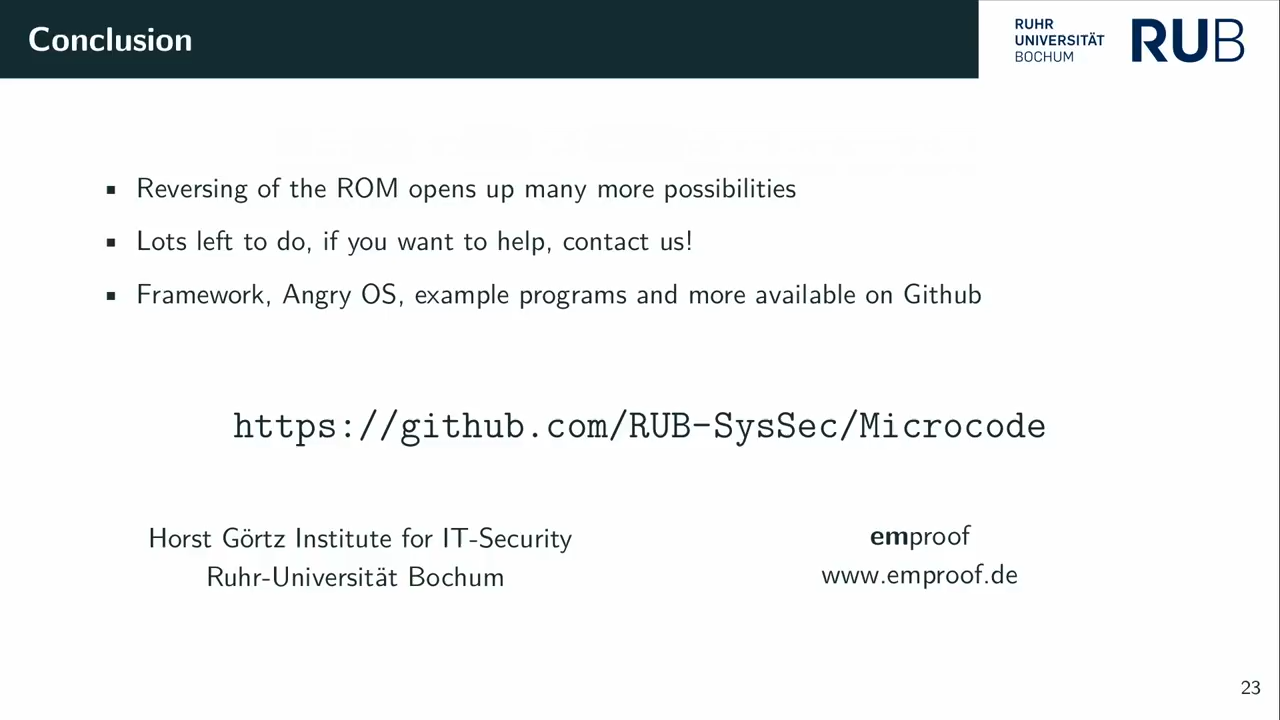 Conclusion
RUHR
UNIVERSITÄT
BOCHUM
RUB
▪ Reversing of the ROM opens up many more possibilities
▪ Lots left to do, if you want to help, contact us!
▪ Framework, Angry OS, example programs and more available on Github
https://github.com/RUB-SysSec/Microcode
Horst Görtz Institute for IT-Security
Ruhr-Universität Bochum
emproof
www.emproof.de
23